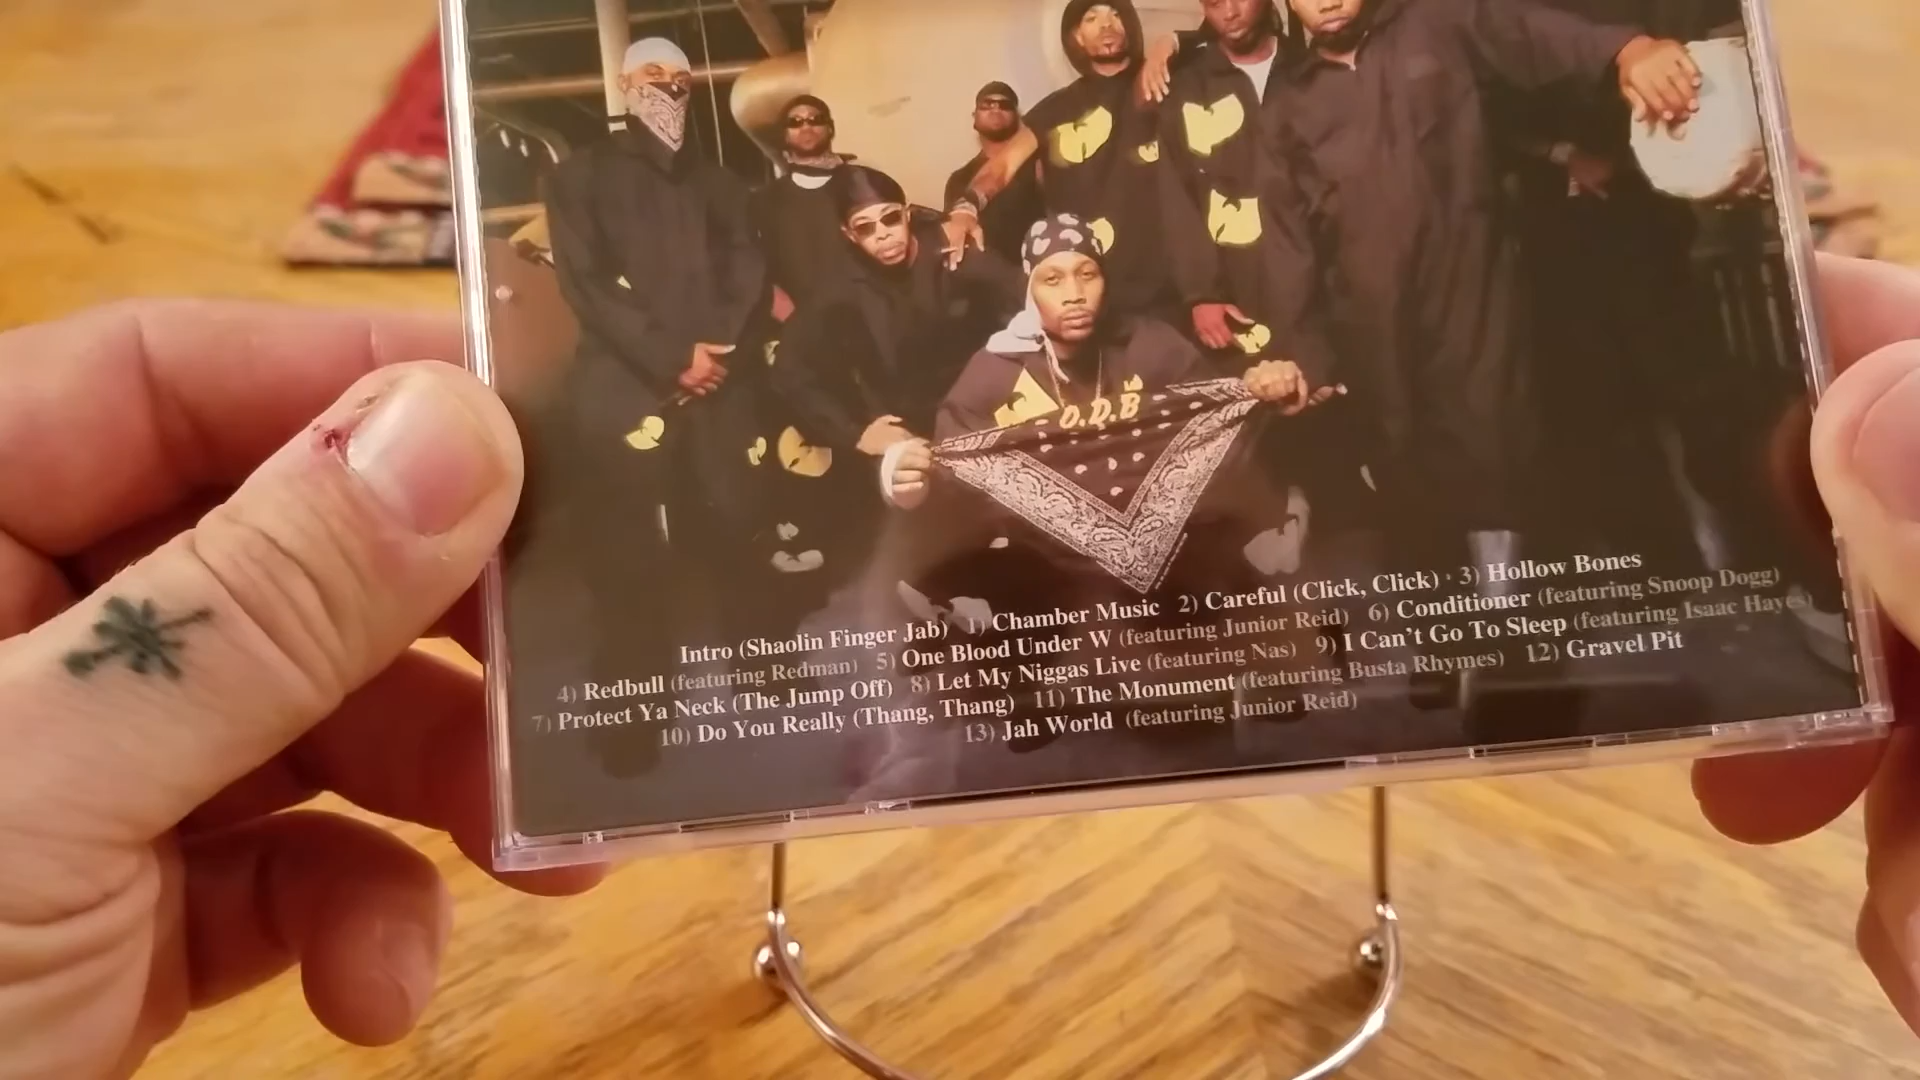 O.D.B
Intro (Shaolin Finger Jab) 1) Chamber Music 2) Careful (Click, Click) · 3) Hollow Bones
4) Redbull (featuring Redman) 5) One Blood Under W (featuring Junior Reid) 6) Conditioner (featuring Snoop Dogg)
7) Protect Ya Neck (The Jump Off) 8) Let My Niggas Live (featuring Nas) 9) I Can't Go To Sleep (featuring Isaac Hayes)
10) Do You Really (Thang, Thang) 11) The Monument (featuring Busta Rhymes) 12) Gravel Pit
13) Jah World (featuring Junior Reid)